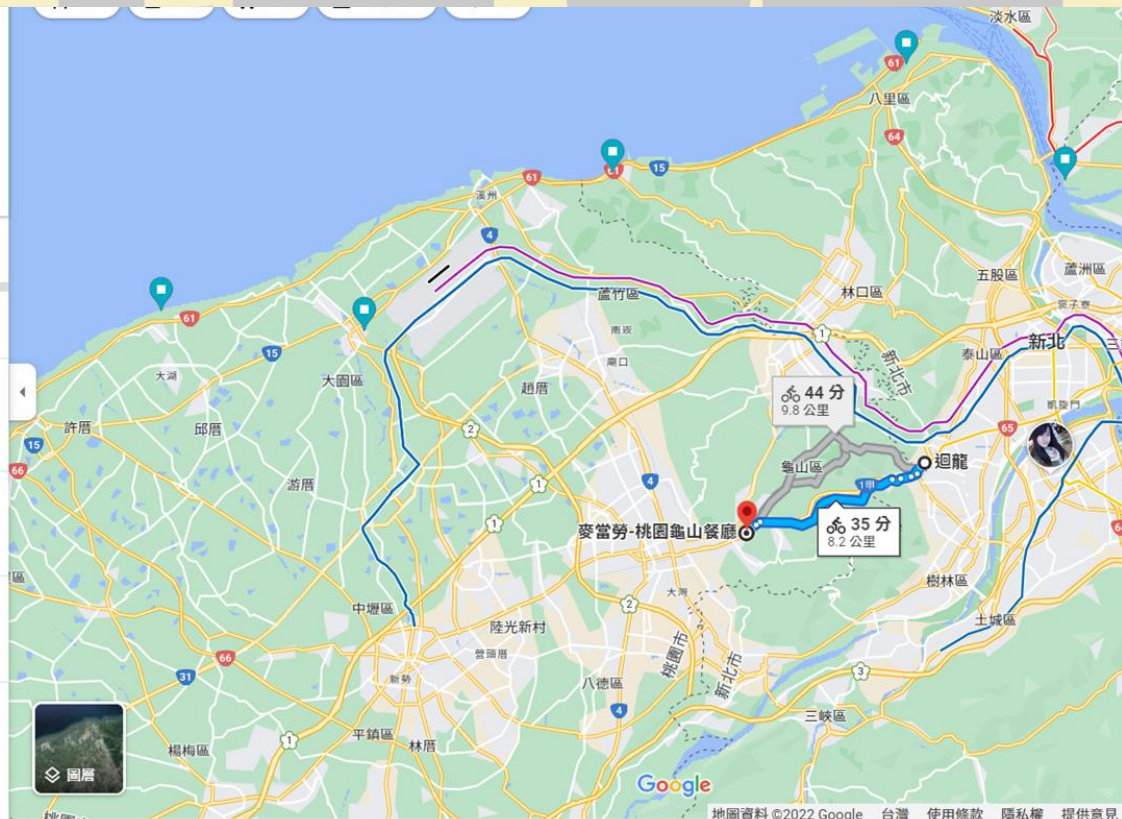 淡水區
61
八里區
64
61
15
61
溪州
4
五股區
蘆洲區
蘆竹區
林口區
南崁
1
新北
泰山區
廟口
新北市
61
15
大園區
趙厝
44 分
9.8 公里
大湖
凱旋門
許厝
邱厝
2
65
15
66
龜山區
迴龍
游厝
1
4
1甲
35 分
8.2 公里
1
麥當勞-桃園龜山餐廳
樹林區
大湳
中壢區
2
土城區
陸光新村
桃園市
新北市
66
營頭厝
31
新勢
八德區
3
4
三峽區
平鎮區
林厝
1
楊梅區
圖層
Google
地圖資料 ©2022 Google 台灣 使用條款 隱私權 提供意見